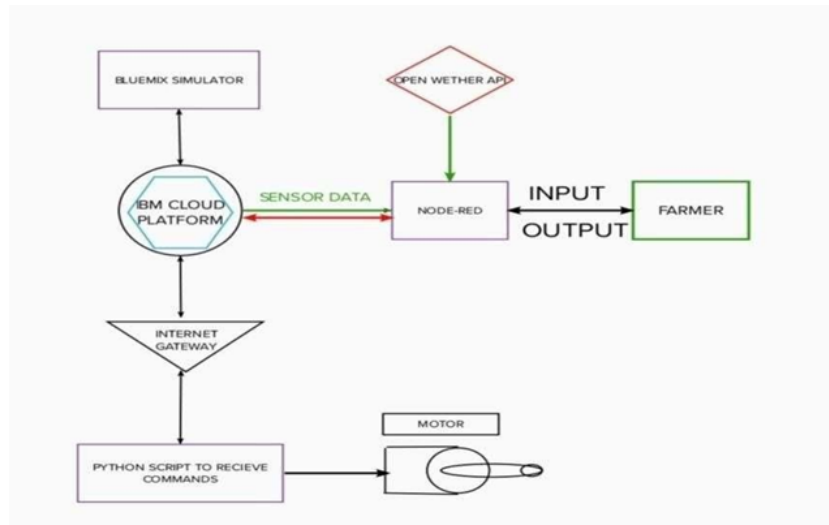 BLUEMIX SIMULATOR
OPEN WETHER API
IBM CLOUD
PLATFORM
SENSOR DATA
NODE-RED
INPUT
OUTPUT
FARMER
INTERNET
GATEWAY
MOTOR
PYTHON SCRIPT TO RECIEVE
COMMANDS